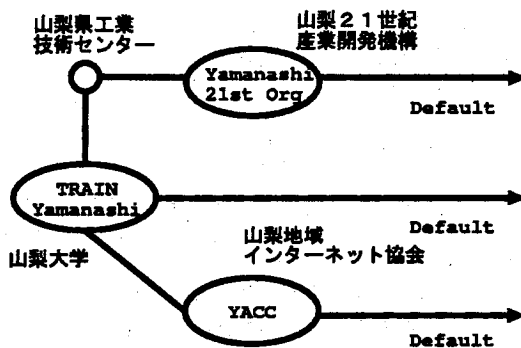 山梨県工業
技術センター
山梨２１世紀
産業開発機構
Yamanashi
21st Org
Default
TRAIN
Yamanashi
Default
山梨大学
山梨地域
インターネット協会
YACC
Default